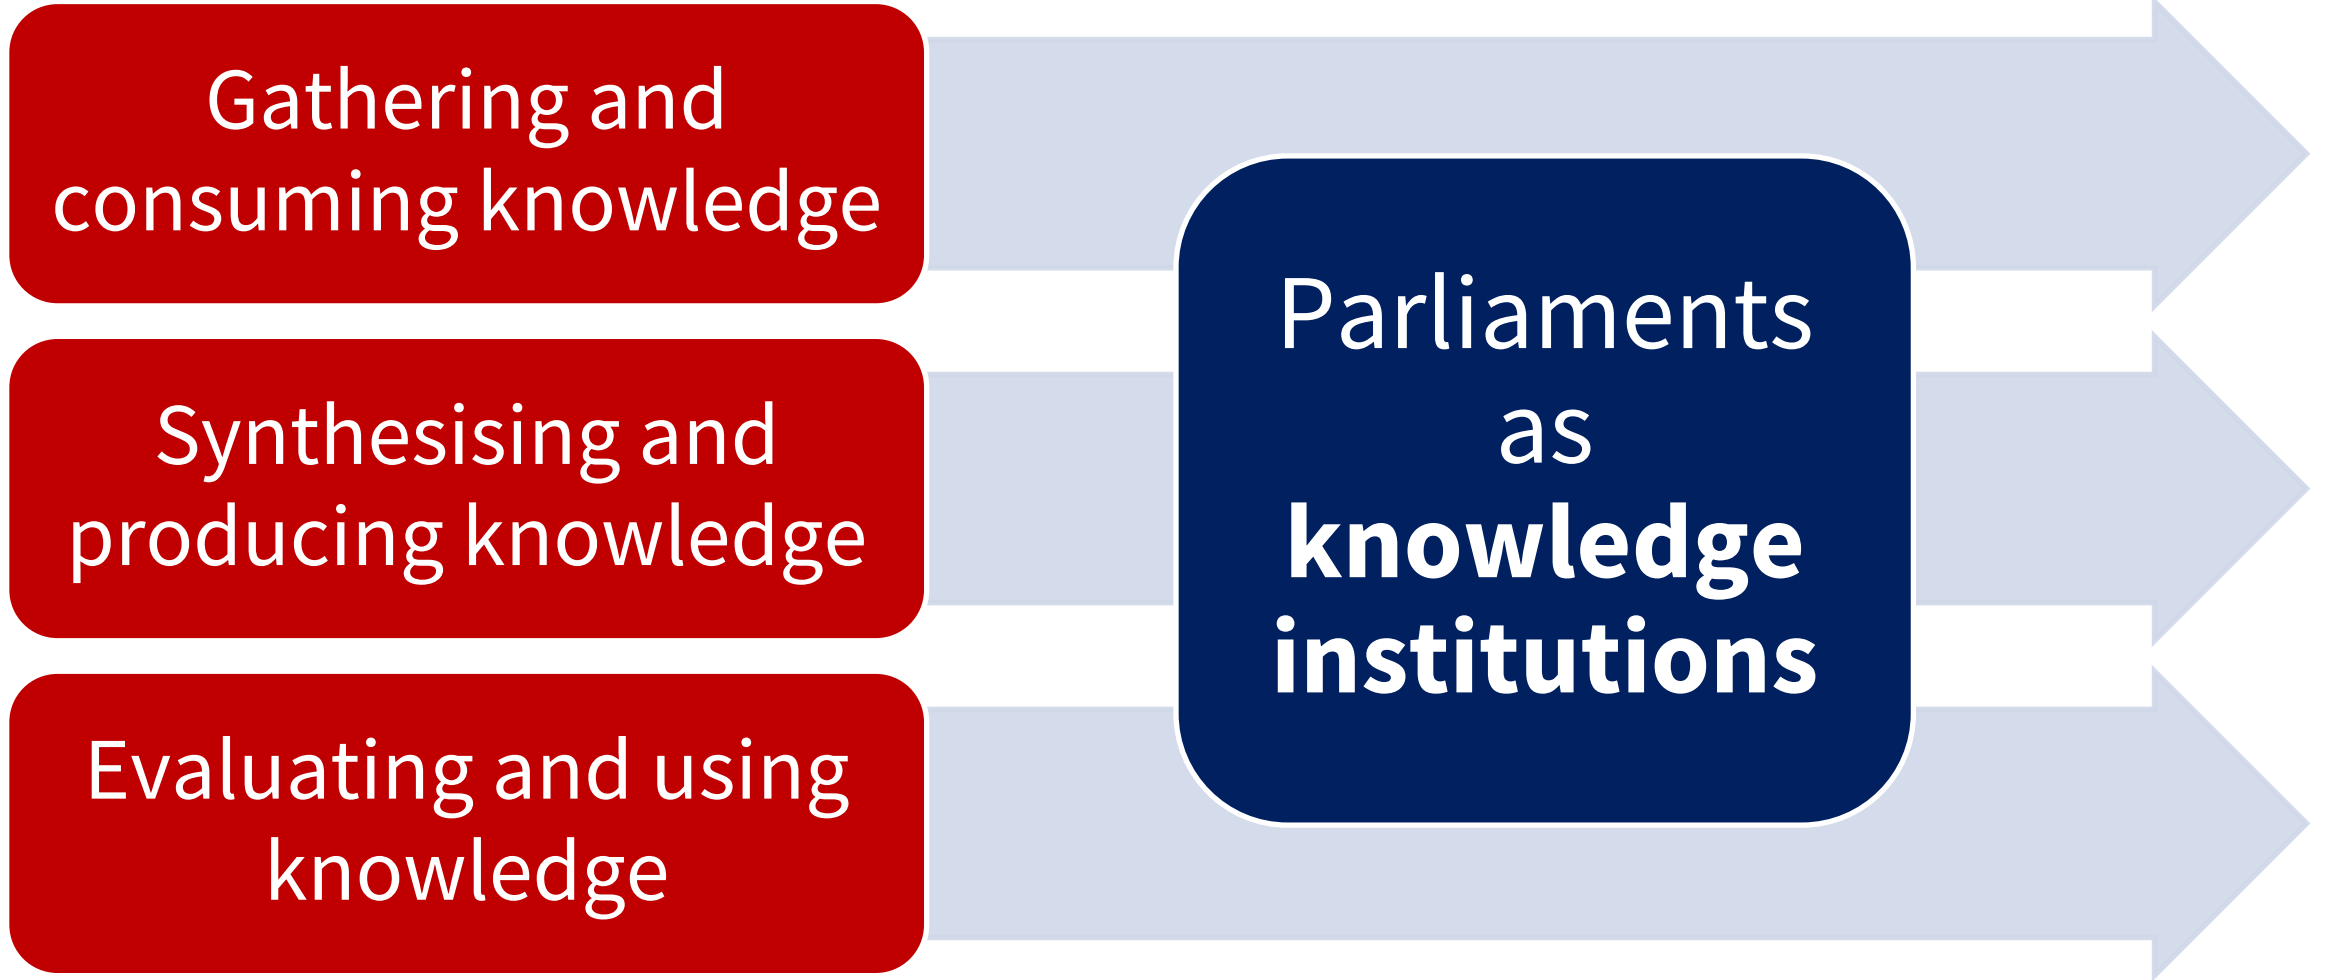 Gathering and
consuming knowledge
Synthesising and
producing knowledge
Evaluating and using
knowledge
Parliaments
as
knowledge
institutions